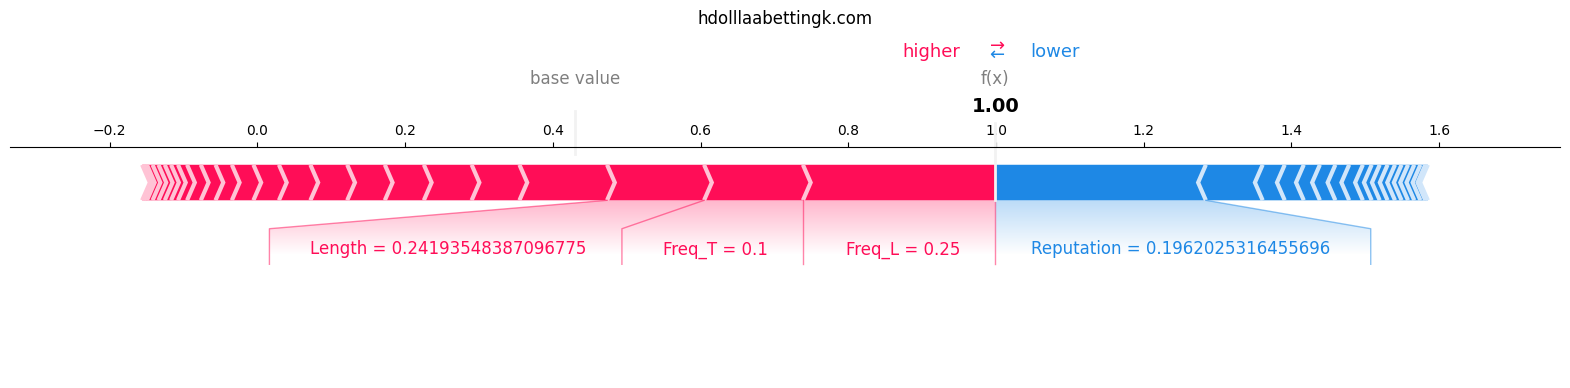 hdolllaabettingk.com
higher ⇄ lower
base value f(x)
1.00
−0.2 0.0 0.2 0.4 0.6 0.8 1.0 1.2 1.4 1.6
Length = 0.24193548387096775 Freq_T = 0.1 Freq_L = 0.25 Reputation = 0.1962025316455696